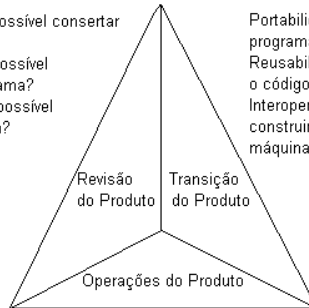 possível consertar
possível
ama?
possível
?
Portabili
programa
Reusabil
o código
Interoper
construir
máquina
Revisão
do Produto
Transição
do Produto
Operações do Produto